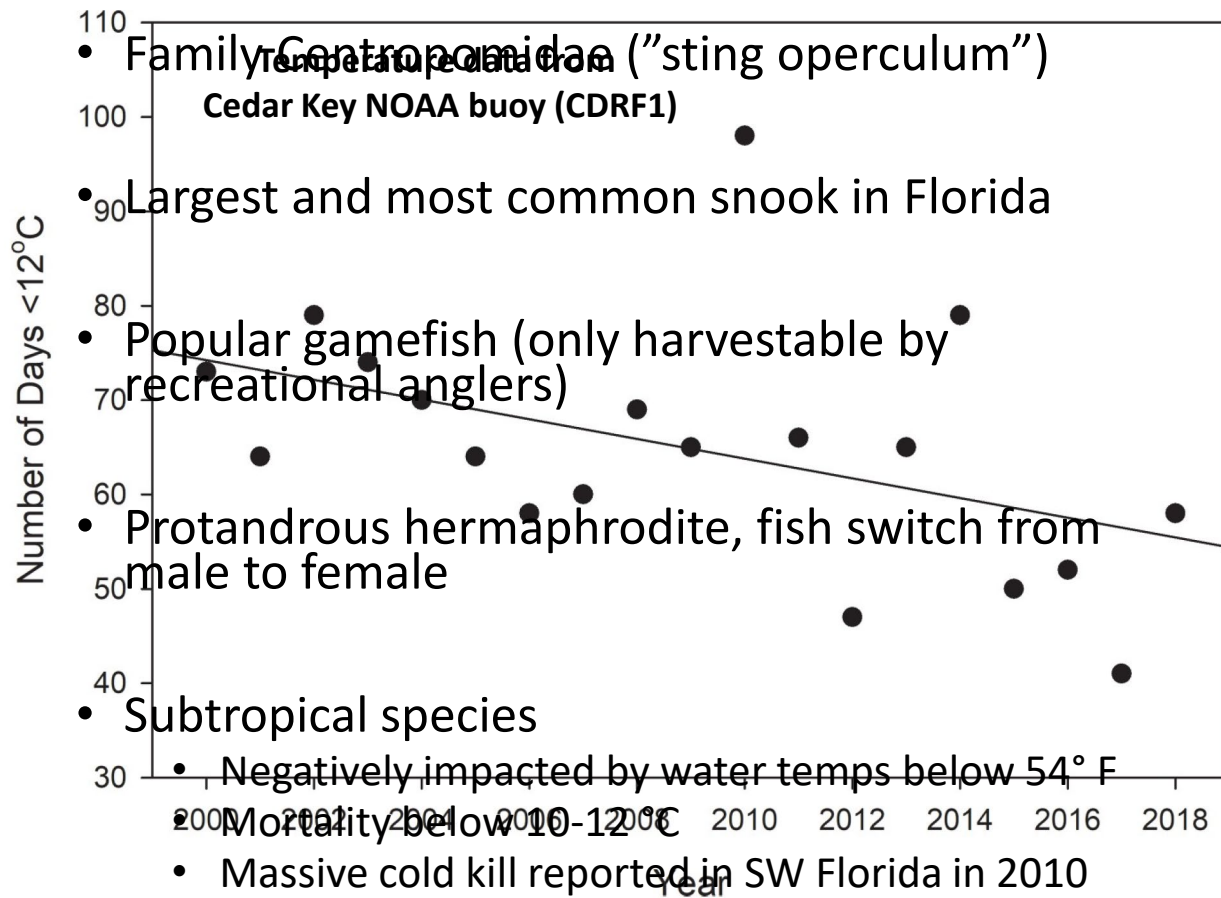 • Family Centropomidae (”sting operculum”)
Temperature data from
Cedar Key NOAA buoy (CDRF1)
• Largest and most common snook in Florida
• Popular gamefish (only harvestable by
recreational anglers)
• Protandrous hermaphrodite, fish switch from
male to female
• Subtropical species
• Negatively impacted by water temps below 54° F
• Mortality below 10-12 °C
• Massive cold kill reported in SW Florida in 2010
Number of Days <12°C
110
100
90
80
70
60
50
40
30
2000 2002 2004 2006 2008 2010 2012 2014 2016 2018
Year